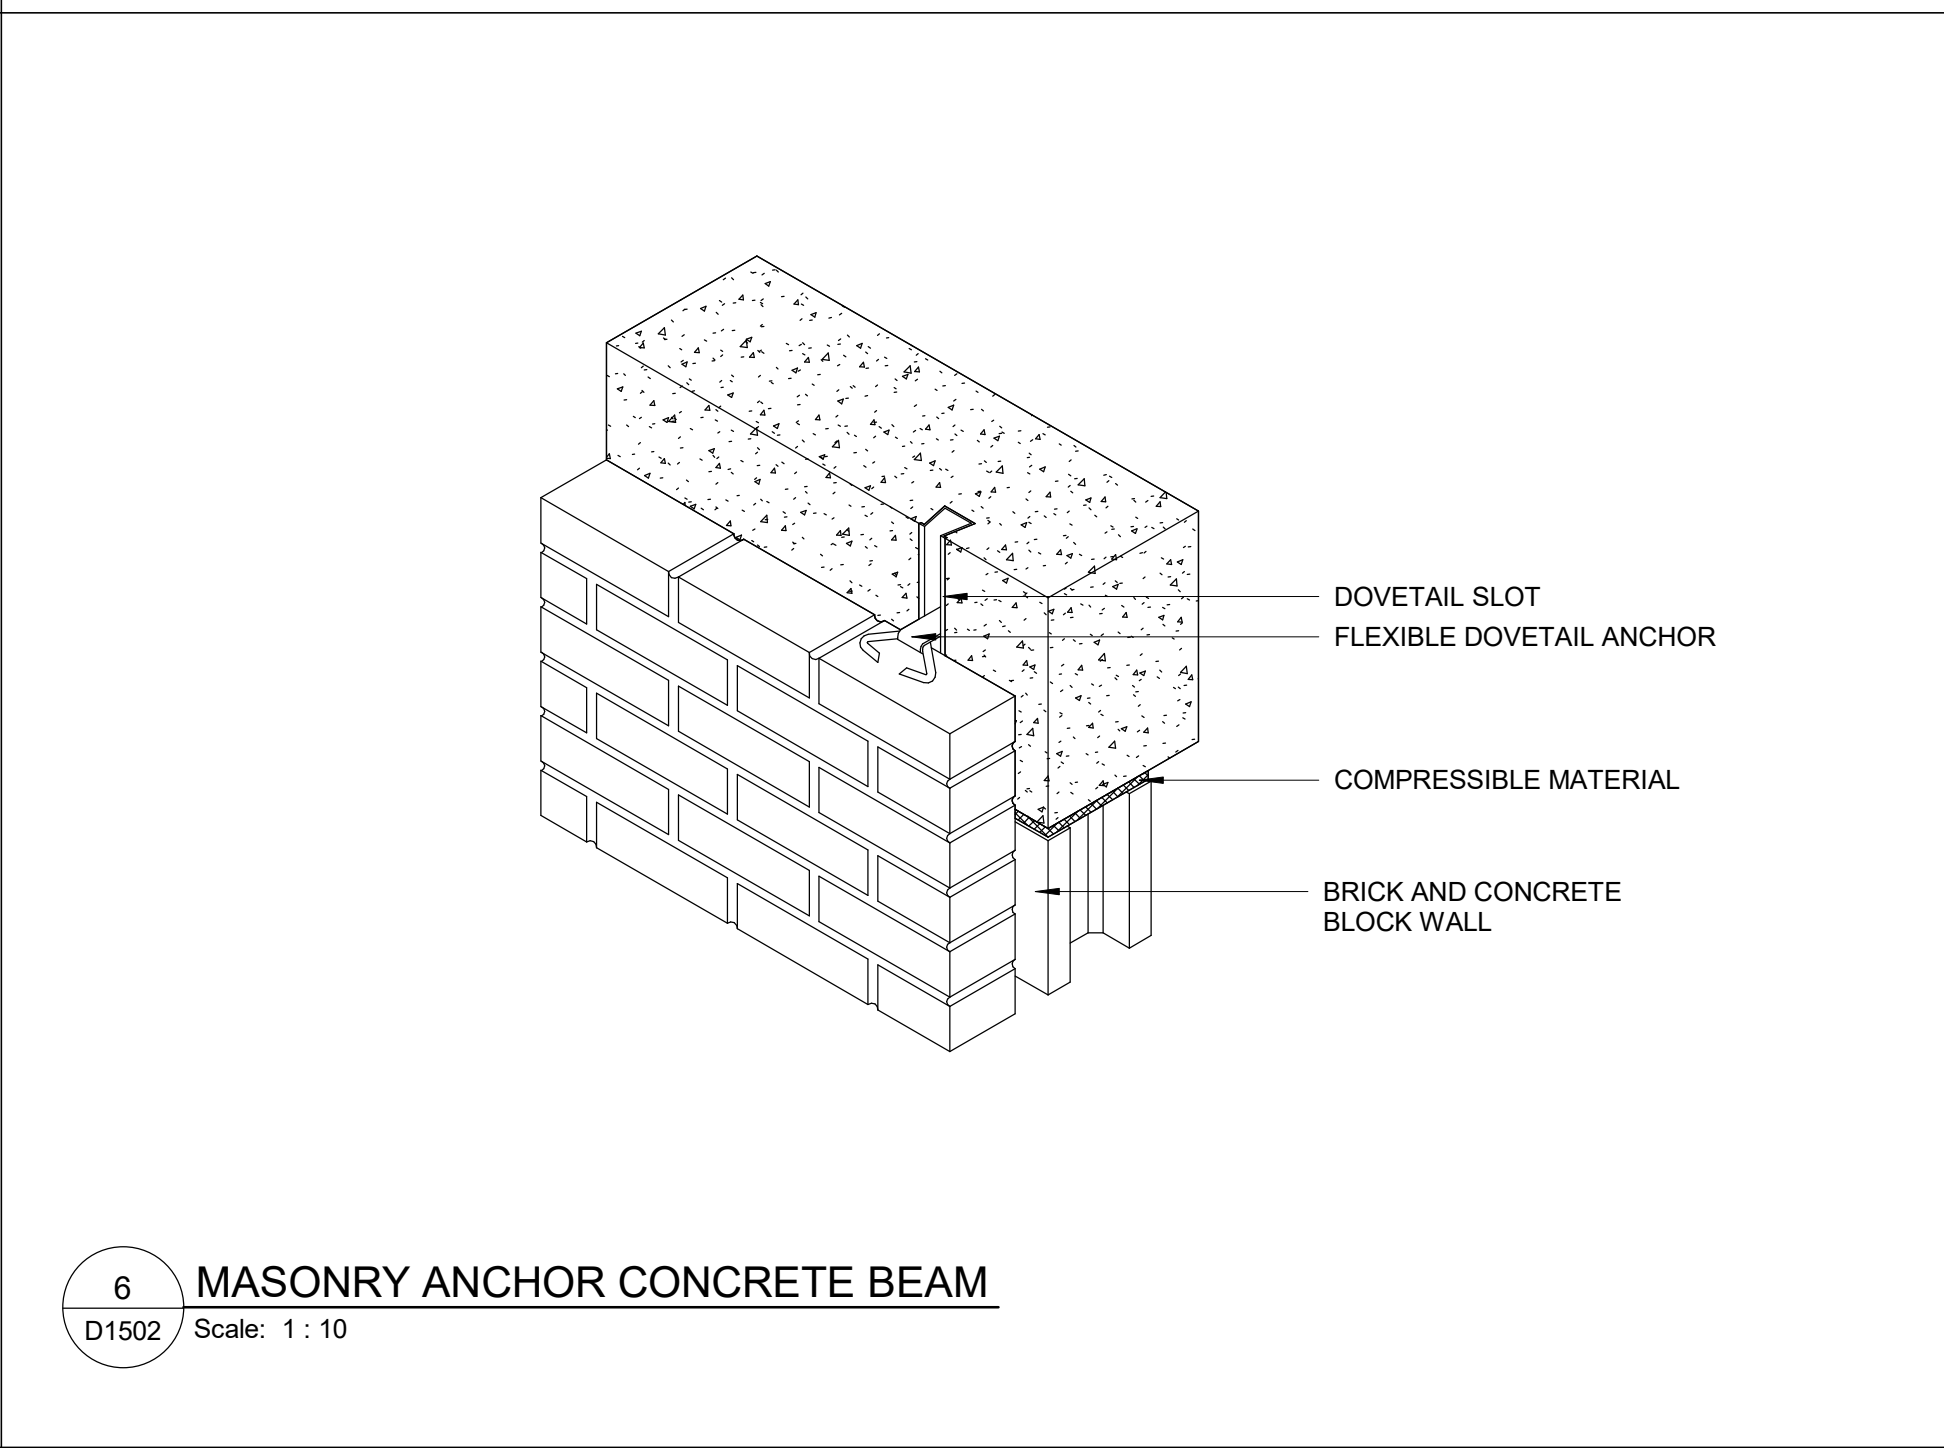 DOVETAIL SLOT
FLEXIBLE DOVETAIL ANCHOR
COMPRESSIBLE MATERIAL
BRICK AND CONCRETE
BLOCK WALL
6
MASONRY ANCHOR CONCRETE BEAM
D1502
Scale: 1 : 10